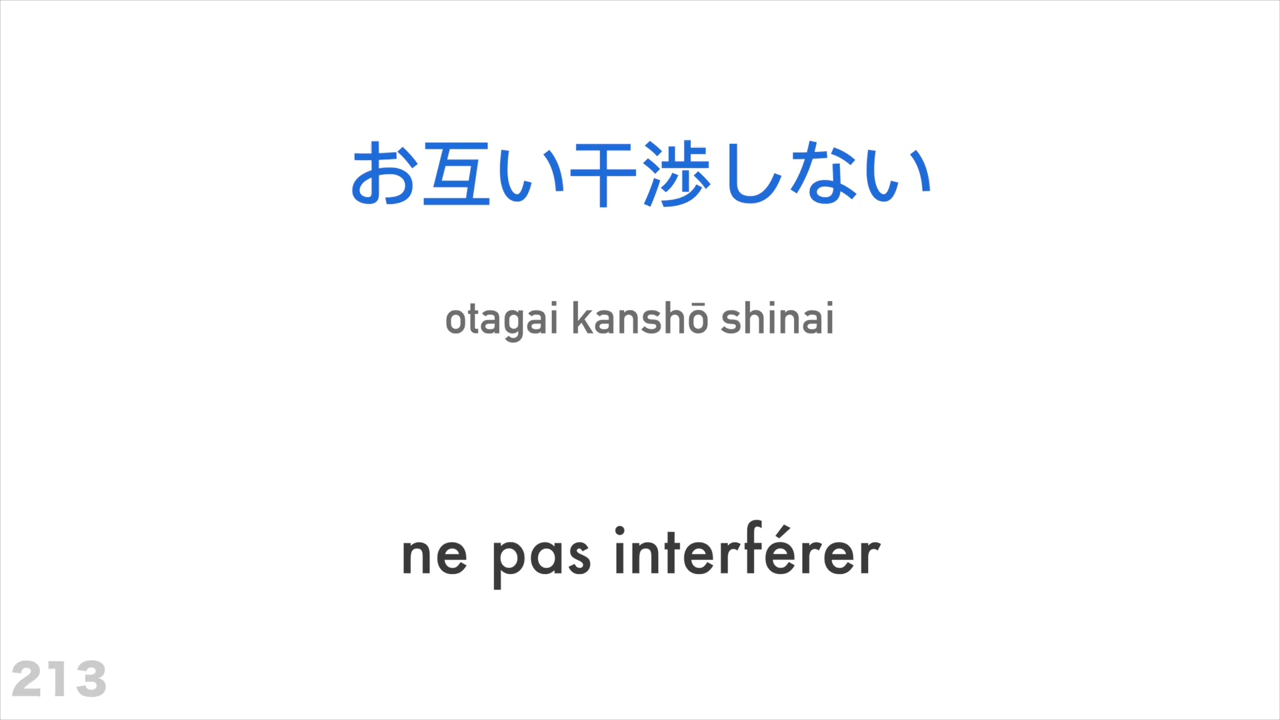 お互い干渉しない
otagai kanshō shinai
ne pas interférer
213